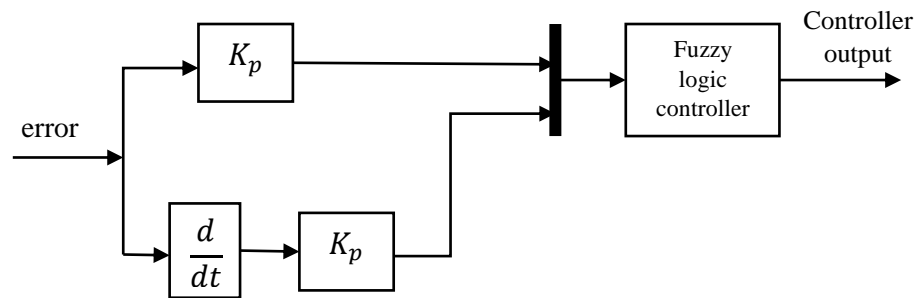 error
K_p
d
dt
K_p
Fuzzy
logic
controller
Controller
output